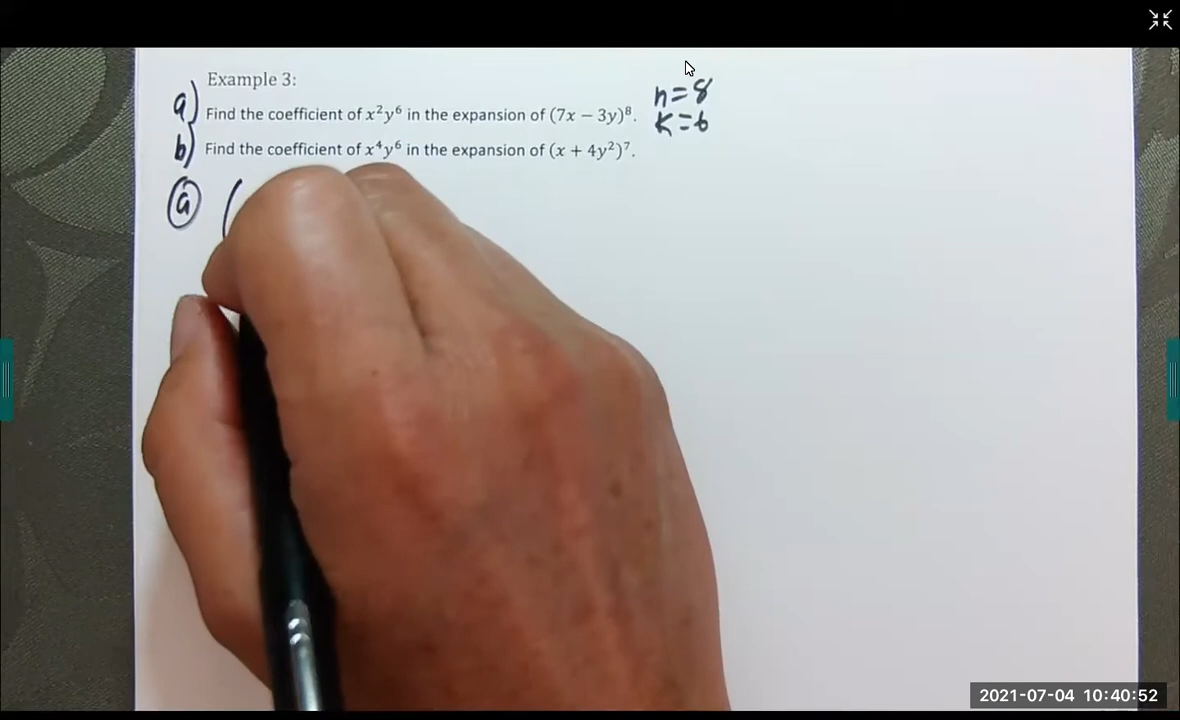 Example 3:
n=8
a) Find the coefficient of x²y⁶ in the expansion of (7x − 3y)⁸.
K=6
b) Find the coefficient of x⁴y⁶ in the expansion of (x + 4y²)⁷.
ⓐ (
2021-07-04 10:40:52